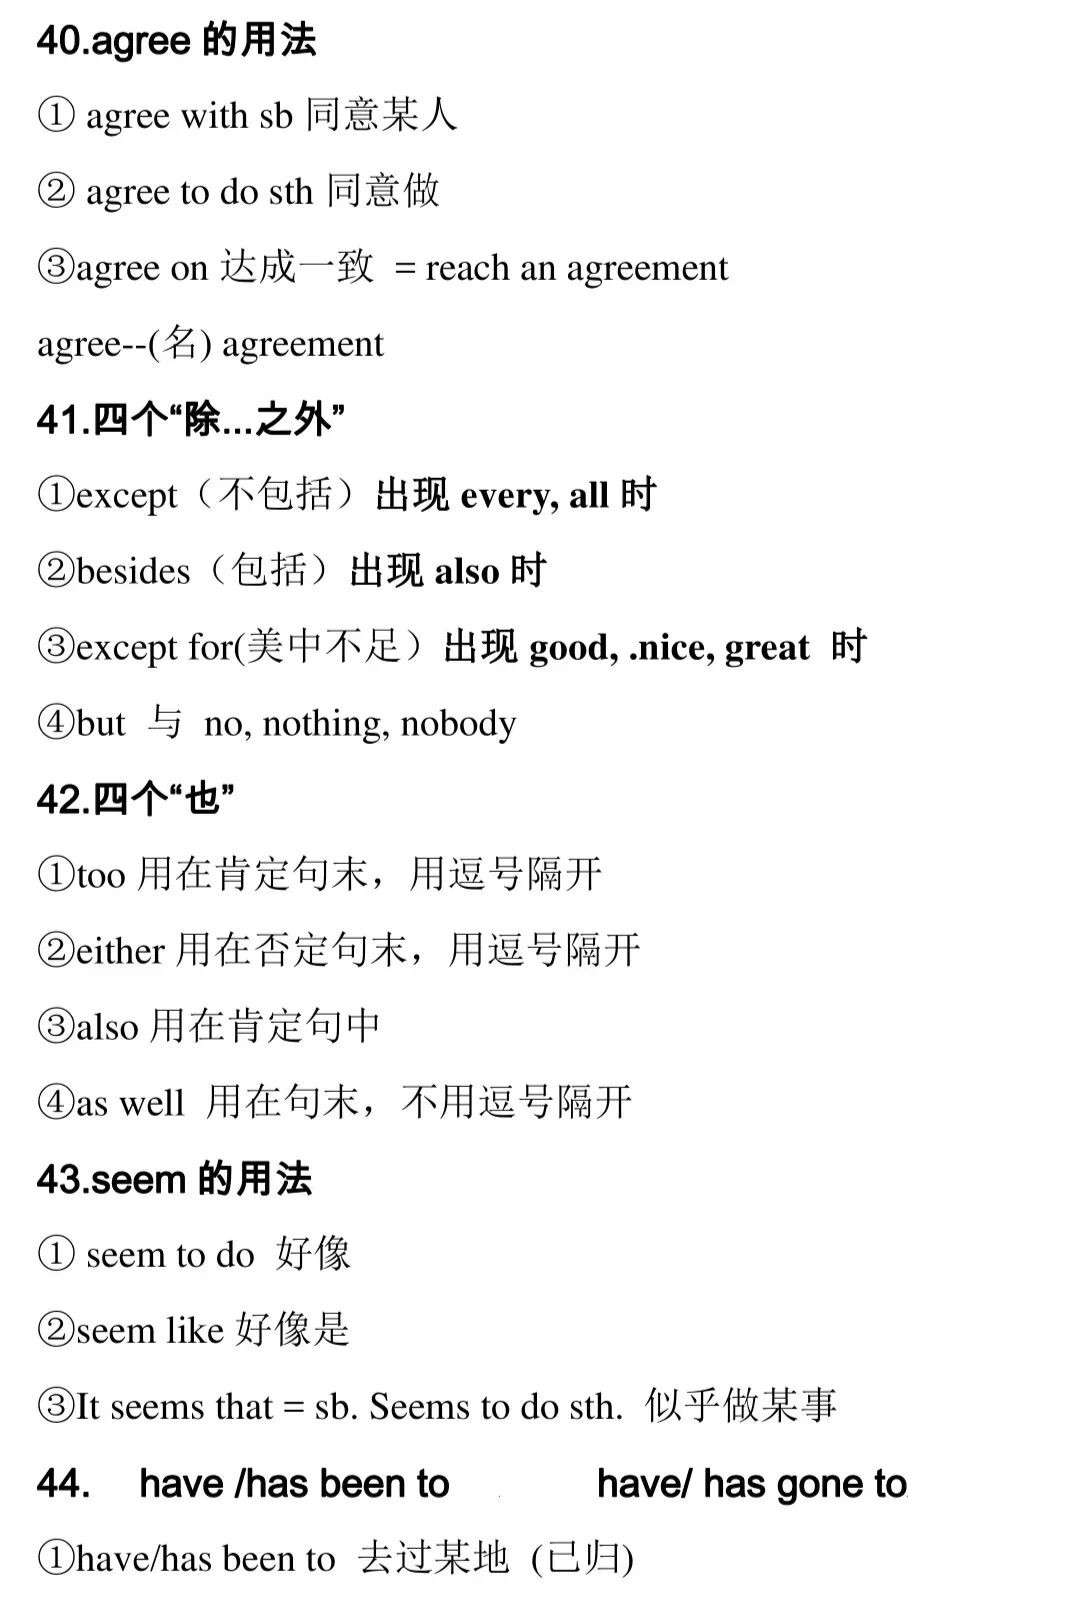 40.agree 的用法
① agree with sb 同意某人
② agree to do sth 同意做
③agree on 达成一致 = reach an agreement
agree--(名) agreement
41.四个“除...之外”
①except（不包括）出现 every, all 时
②besides（包括）出现 also 时
③except for(美中不足）出现 good, .nice, great 时
④but 与 no, nothing, nobody
42.四个“也”
①too 用在肯定句末，用逗号隔开
②either 用在否定句末，用逗号隔开
③also 用在肯定句中
④as well 用在句末，不用逗号隔开
43.seem 的用法
① seem to do 好像
②seem like 好像是
③It seems that = sb. Seems to do sth. 似乎做某事
44. have /has been to have/ has gone to
①have/has been to 去过某地 (已归)